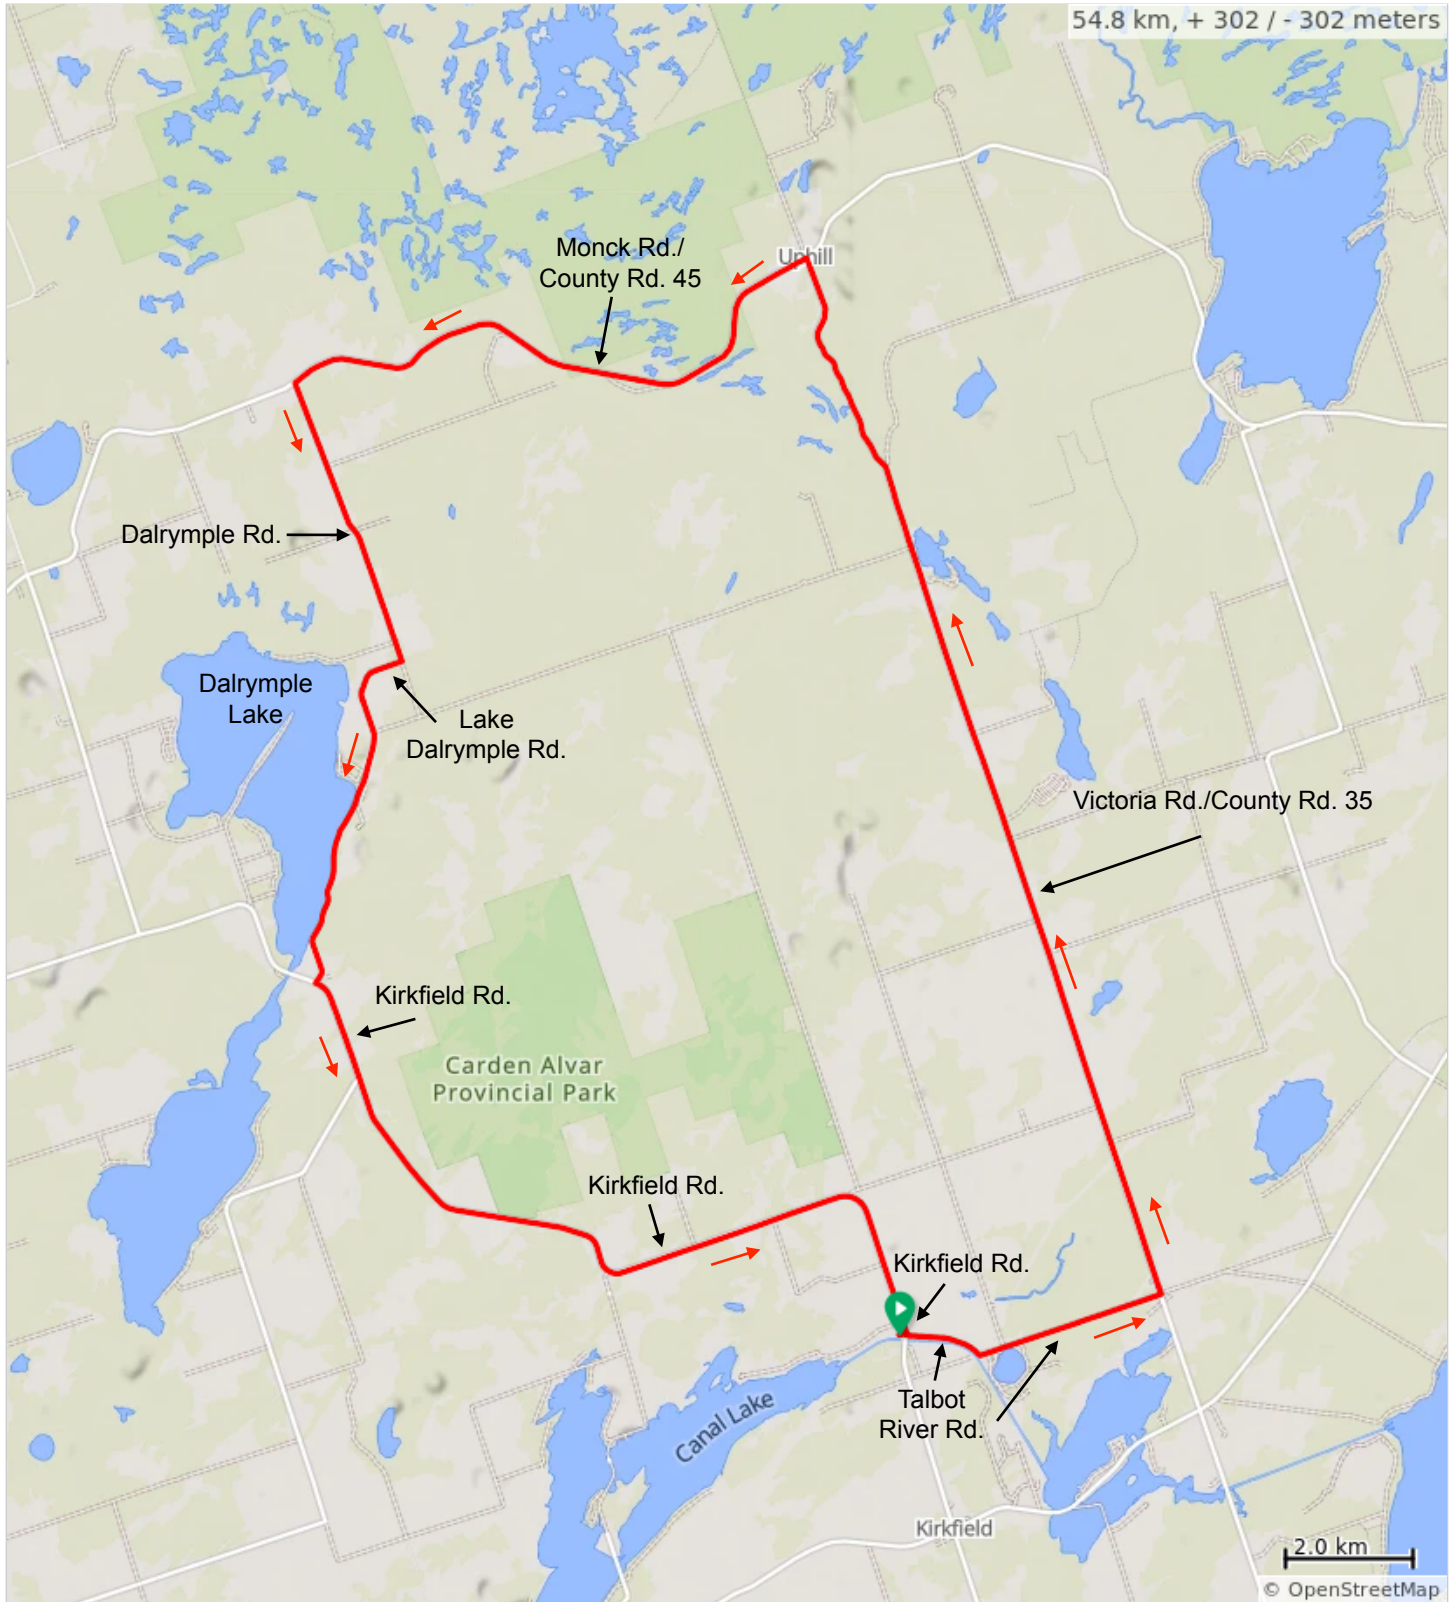 54.8 km, + 302 / - 302 meters
Uphill
Monck Rd./
County Rd. 45
Dalrymple Rd.
Dalrymple
Lake
Lake
Dalrymple Rd.
Victoria Rd./County Rd. 35
Kirkfield Rd.
Carden Alvar
Provincial Park
Kirkfield Rd.
Kirkfield Rd.
Talbot
River Rd.
Canal Lake
Kirkfield
2.0 km
© OpenStreetMap